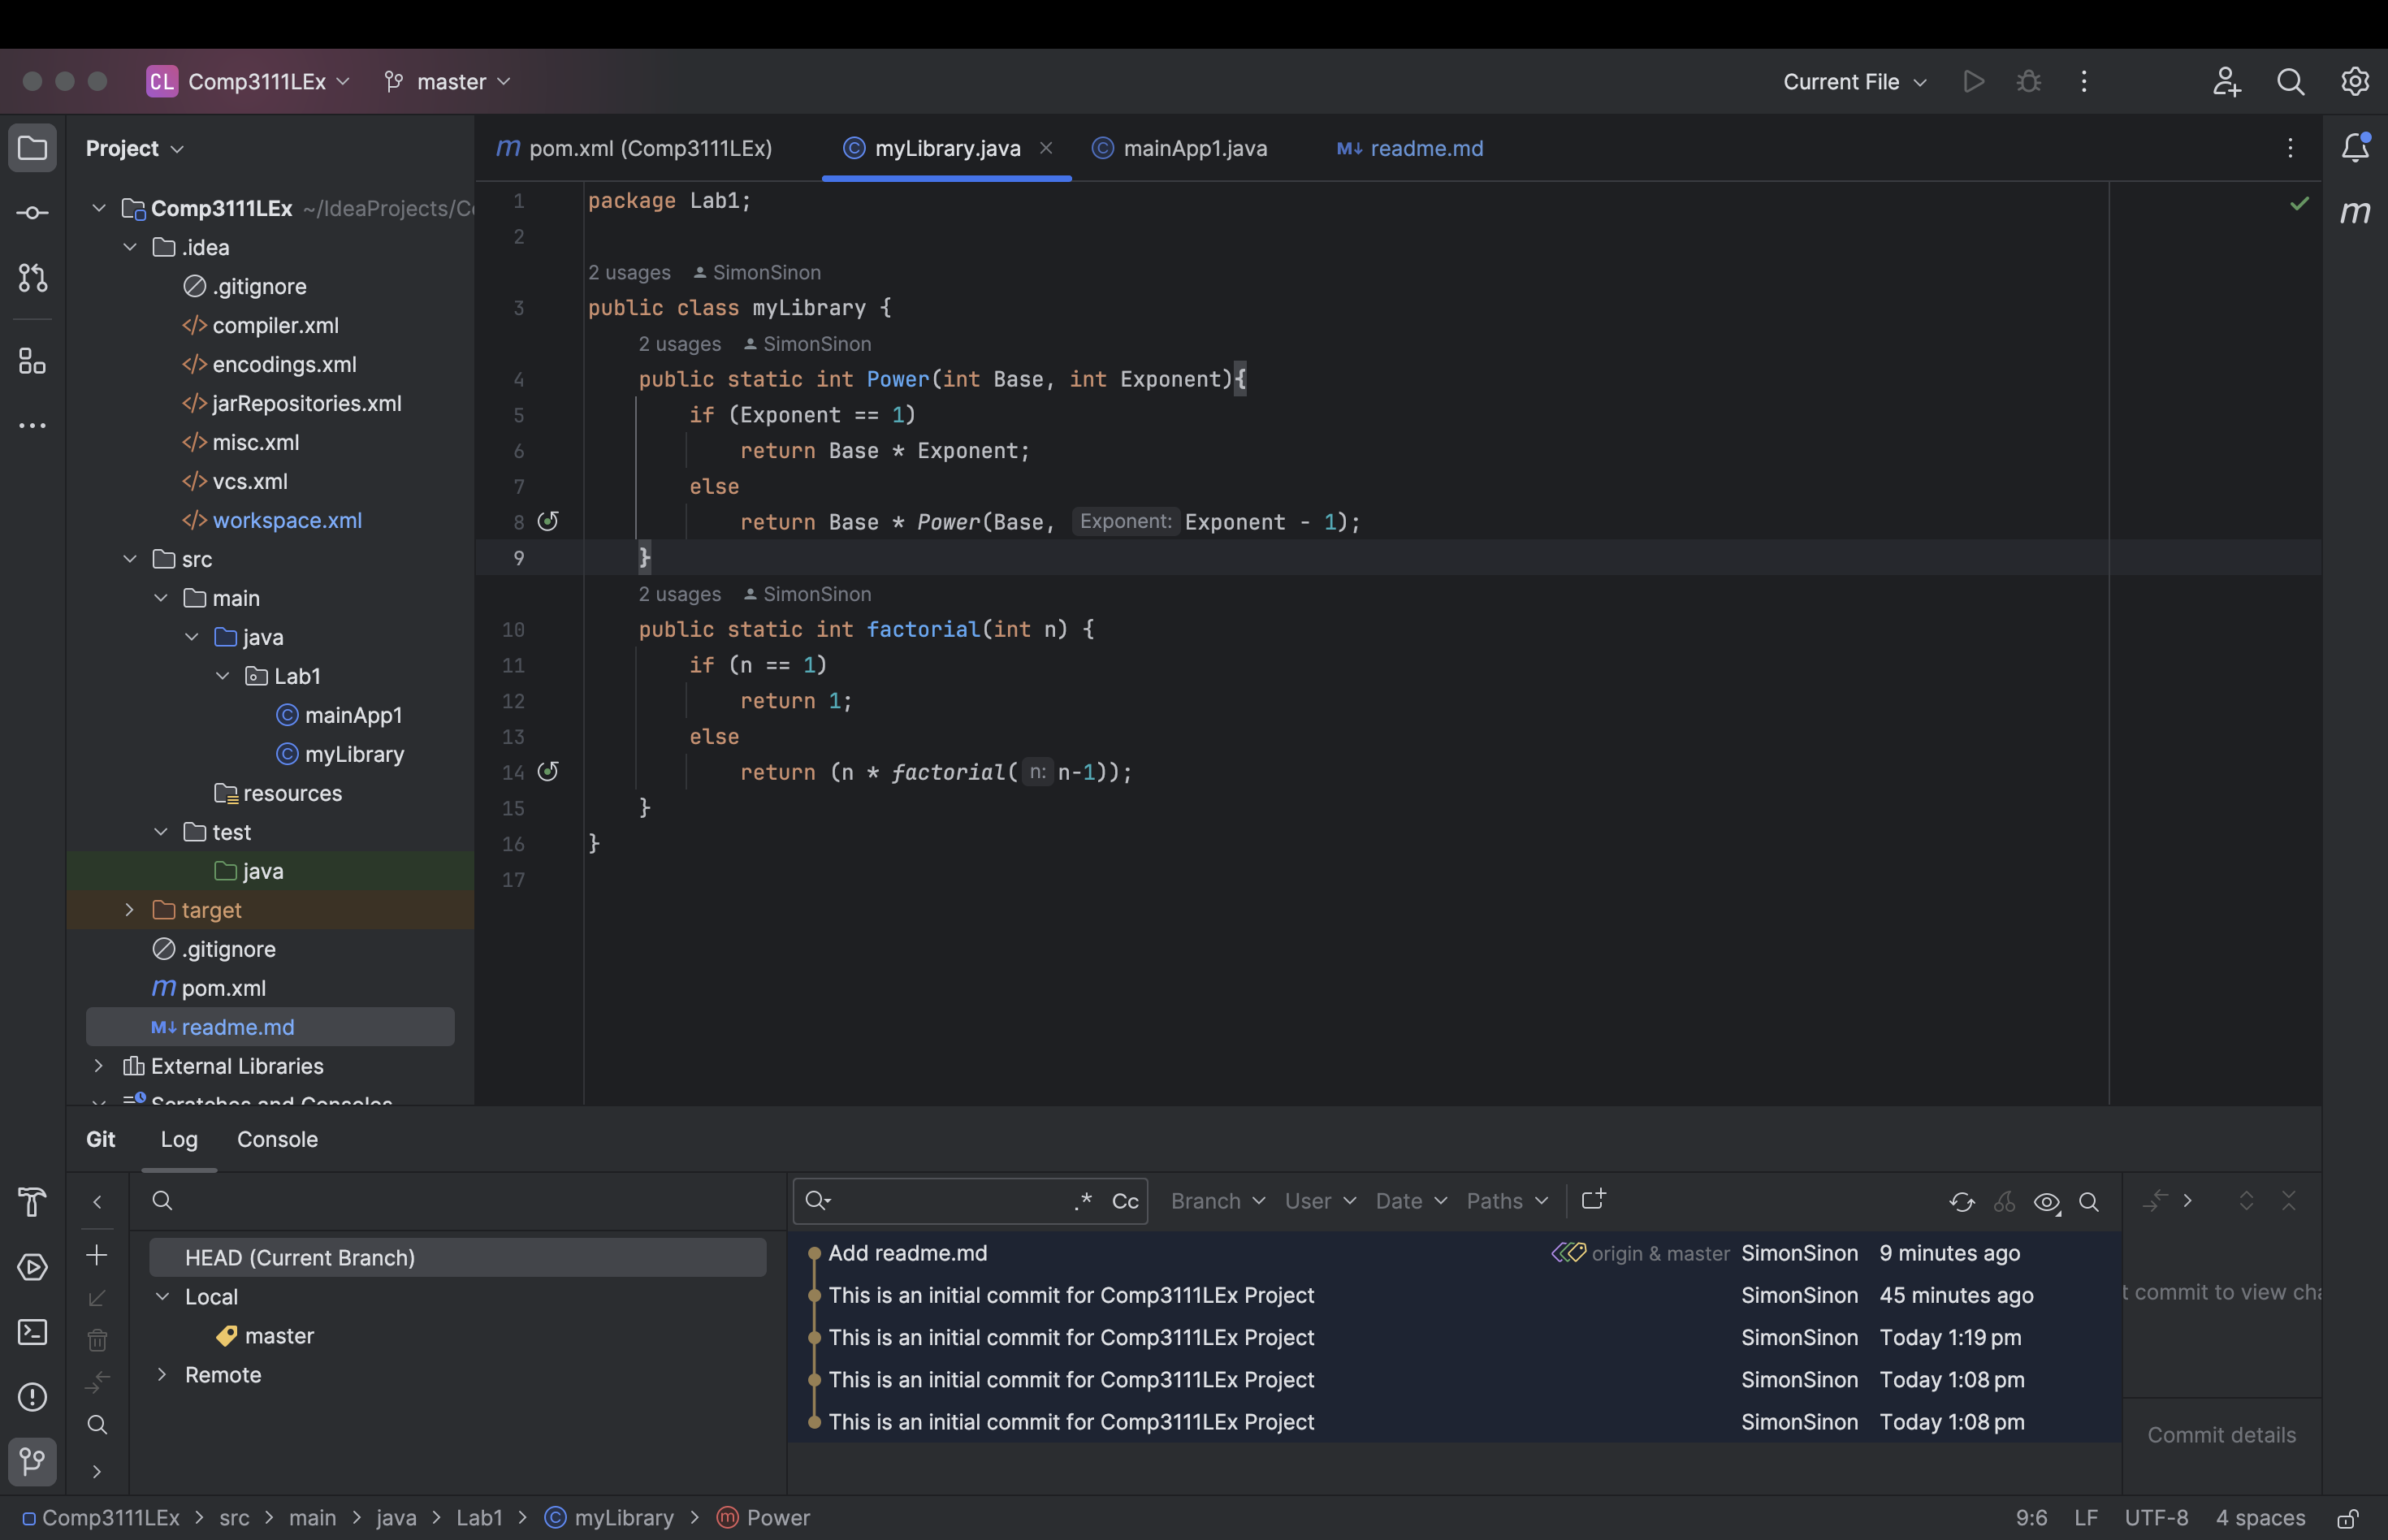 CL Comp3111LEx master Current File
Project
pom.xml (Comp3111LEx) myLibrary.java mainApp1.java readme.md
Comp3111LEx ~/IdeaProjects/Co
.idea
.gitignore
compiler.xml
encodings.xml
jarRepositories.xml
misc.xml
vcs.xml
workspace.xml
src
main
java
Lab1
mainApp1
myLibrary
resources
test
java
target
.gitignore
pom.xml
readme.md
External Libraries
Scratches and Consoles
1 package Lab1;
2
2 usages SimonSinon
3 public class myLibrary {
2 usages SimonSinon
4 public static int Power(int Base, int Exponent){
5 if (Exponent == 1)
6 return Base * Exponent;
7 else
8 return Base * Power(Base, Exponent: Exponent - 1);
9 }
2 usages SimonSinon
10 public static int factorial(int n) {
11 if (n == 1)
12 return 1;
13 else
14 return (n * factorial( n: n-1));
15 }
16 }
17
Git Log Console
HEAD (Current Branch)
Local
master
Remote
.* Cc Branch User Date Paths
Add readme.md origin & master SimonSinon 9 minutes ago
This is an initial commit for Comp3111LEx Project SimonSinon 45 minutes ago
This is an initial commit for Comp3111LEx Project SimonSinon Today 1:19 pm
This is an initial commit for Comp3111LEx Project SimonSinon Today 1:08 pm
This is an initial commit for Comp3111LEx Project SimonSinon Today 1:08 pm
t commit to view cha
Commit details
Comp3111LEx > src > main > java > Lab1 > myLibrary > Power
9:6 LF UTF-8 4 spaces